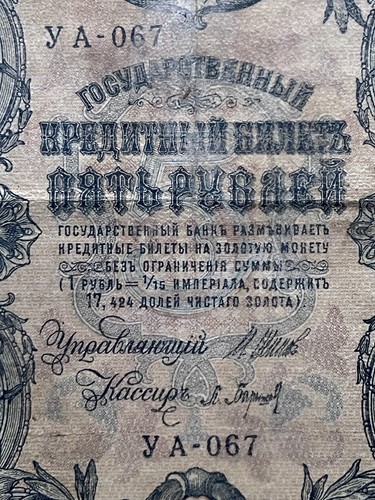 УА-067
ГОСУДАРСТВЕННЫЙ
КРЕДИТНЫЙ БИЛЕТЪ
ПЯТЬ РУБЛЕЙ
ГОСУДАРСТВЕННЫЙ БАНКЪ РАЗМѢНИВАЕТЪ
КРЕДИТНЫЕ БИЛЕТЫ НА ЗОЛОТУЮ МОНЕТУ
БЕЗЪ ОГРАНИЧЕНІЯ СУММЫ
(1 РУБЛЬ = 1/15 ИМПЕРІАЛА, СОДЕРЖИТЪ
17,424 ДОЛЕЙ ЧИСТАГО ЗОЛОТА)
Управляющій
Кассиръ
УА-067